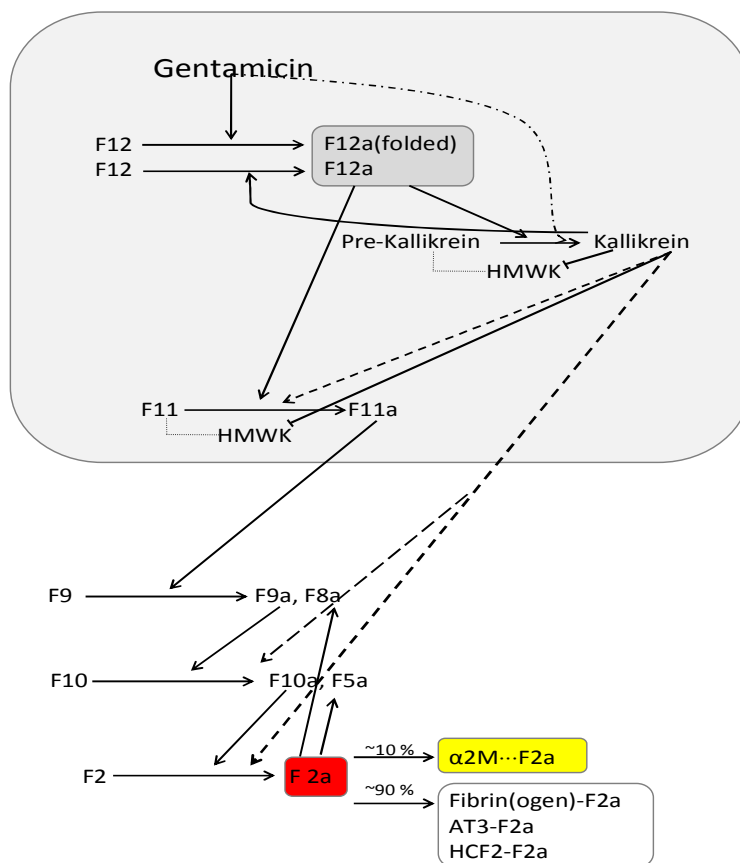 Gentamicin
F12
F12a(folded)
F12
F12a
Pre-Kallikrein
Kallikrein
HMWK
F11
F11a
HMWK
F9
F9a, F8a
F10
F10a, F5a
F2
F 2a
~10 %
α2M···F2a
~90 %
Fibrin(ogen)-F2a
AT3-F2a
HCF2-F2a